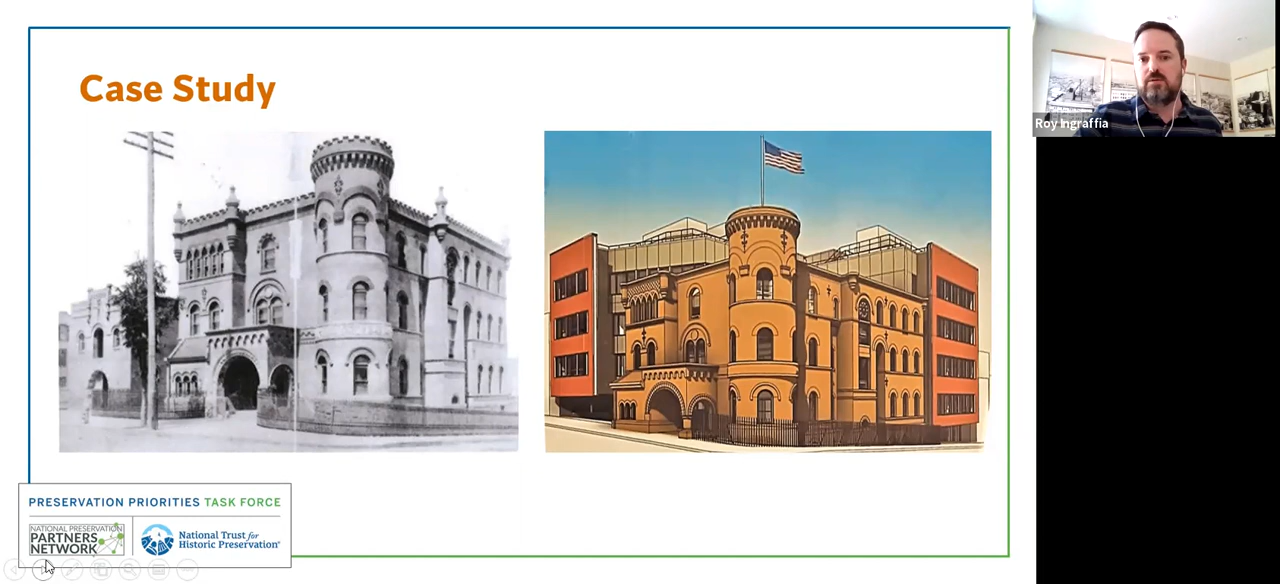 Case Study
Roy Ingraffia
PRESERVATION PRIORITIES TASK FORCE
NATIONAL PRESERVATION
PARTNERS
NETWORK
National Trust for
Historic Preservation®